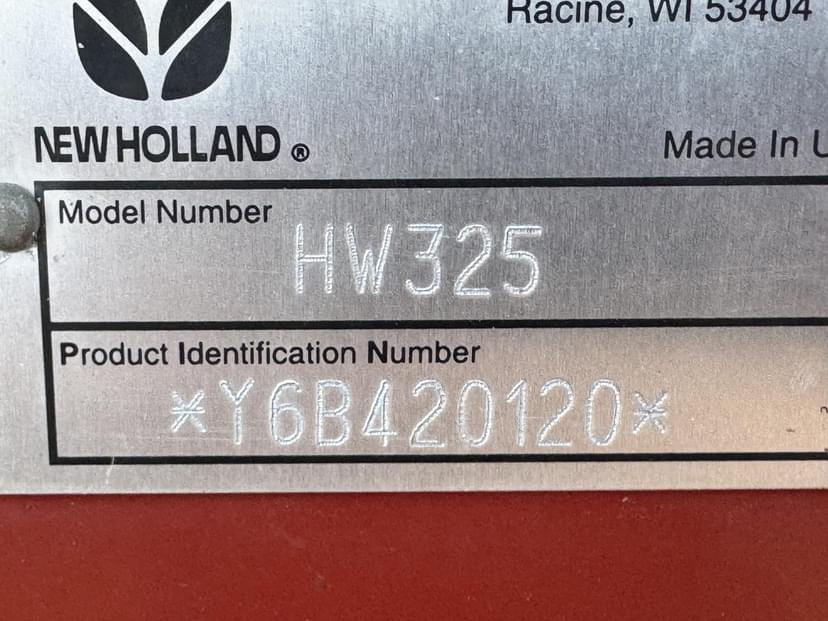 Racine, WI 53404
NEW HOLLAND ®
Made In U
Model Number
HW325
Product Identification Number
*Y6B420120*